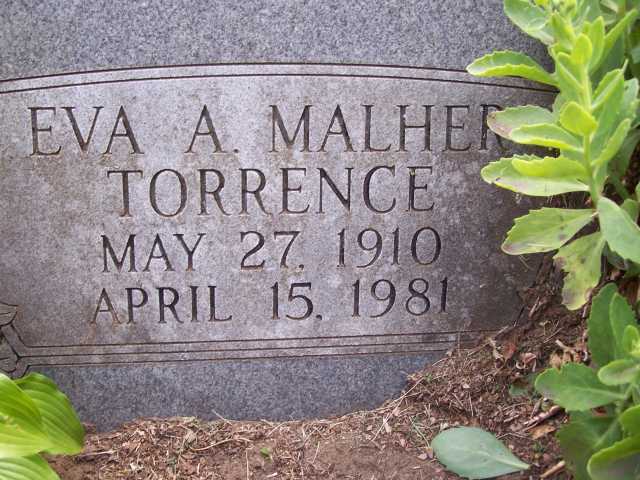 EVA A. MALHER
TORRENCE
MAY 27, 1910
APRIL 15, 1981